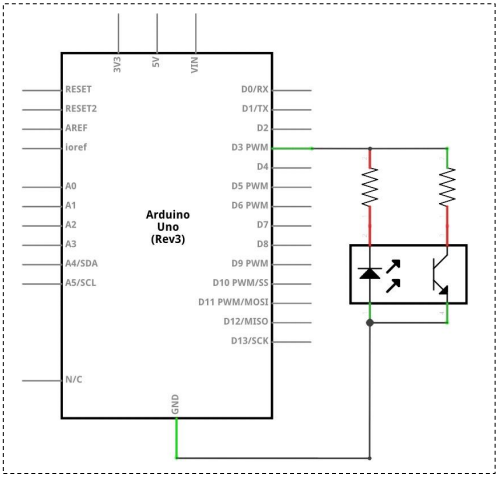 3V3
5V
VIN
RESET
RESET2
AREF
ioref
A0
A1
A2
A3
A4/SDA
A5/SCL
N/C
Arduino
Uno
(Rev3)
D0/RX
D1/TX
D2
D3 PWM
D4
D5 PWM
D6 PWM
D7
D8
D9 PWM
D10 PWM/SS
D11 PWM/MOSI
D12/MISO
D13/SCK
GND